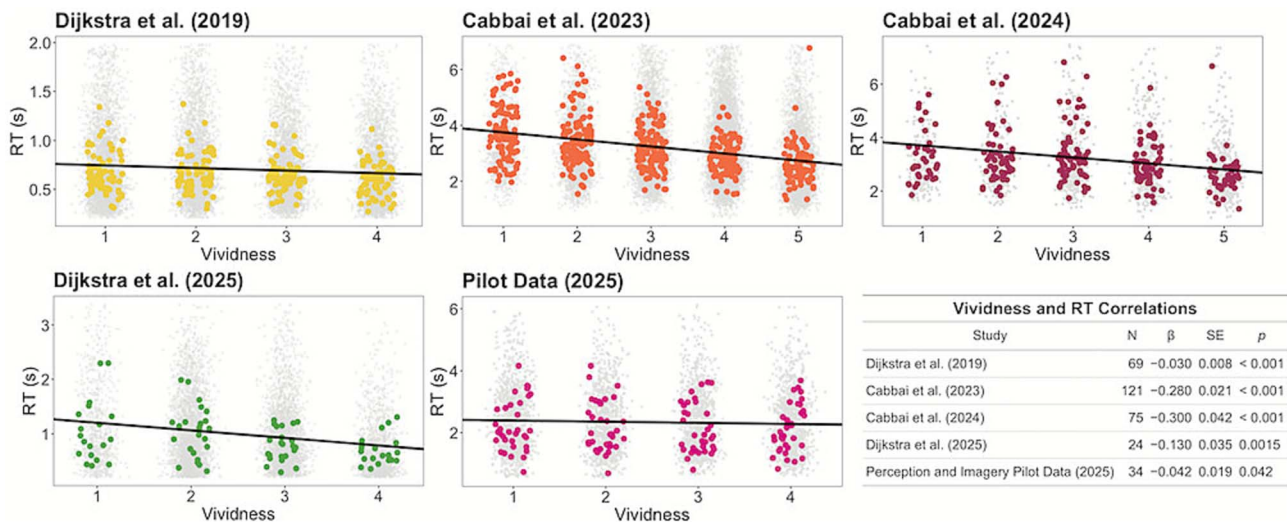 Dijkstra et al. (2019)
2.0
1.5
1.0
0.5
RT (s)
1 2 3 4
Vividness
Cabbai et al. (2023)
6
4
2
RT (s)
1 2 3 4 5
Vividness
Cabbai et al. (2024)
6
4
2
RT (s)
1 2 3 4 5
Vividness
Dijkstra et al. (2025)
3
2
1
RT (s)
1 2 3 4
Vividness
Pilot Data (2025)
6
4
2
RT (s)
1 2 3 4
Vividness
Vividness and RT Correlations
Study N β SE p
Dijkstra et al. (2019) 69 −0.030 0.008 < 0.001
Cabbai et al. (2023) 121 −0.280 0.021 < 0.001
Cabbai et al. (2024) 75 −0.300 0.042 < 0.001
Dijkstra et al. (2025) 24 −0.130 0.035 0.0015
Perception and Imagery Pilot Data (2025) 34 −0.042 0.019 0.042